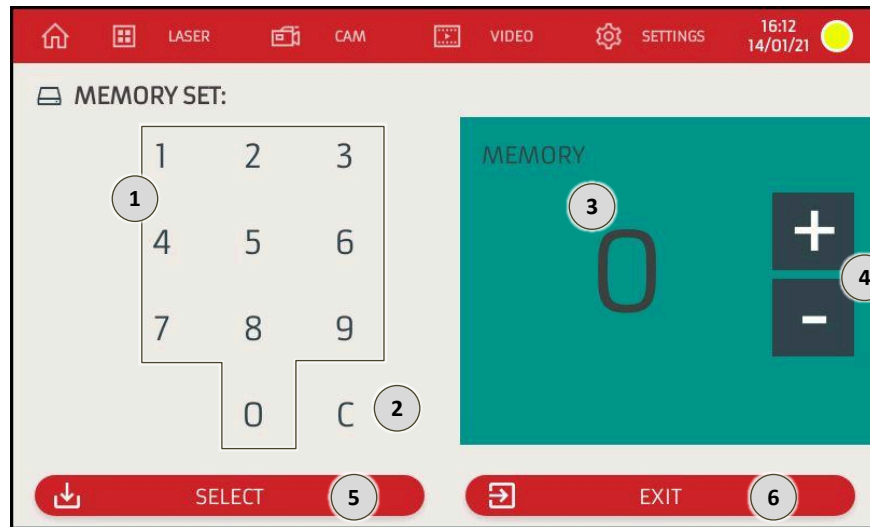 LASER CAM VIDEO SETTINGS 16:12
14/01/21
MEMORY SET:
1 2 3
1
4 5 6
7 8 9
0 C 2
MEMORY
3
0
+
4
-
SELECT 5
EXIT 6